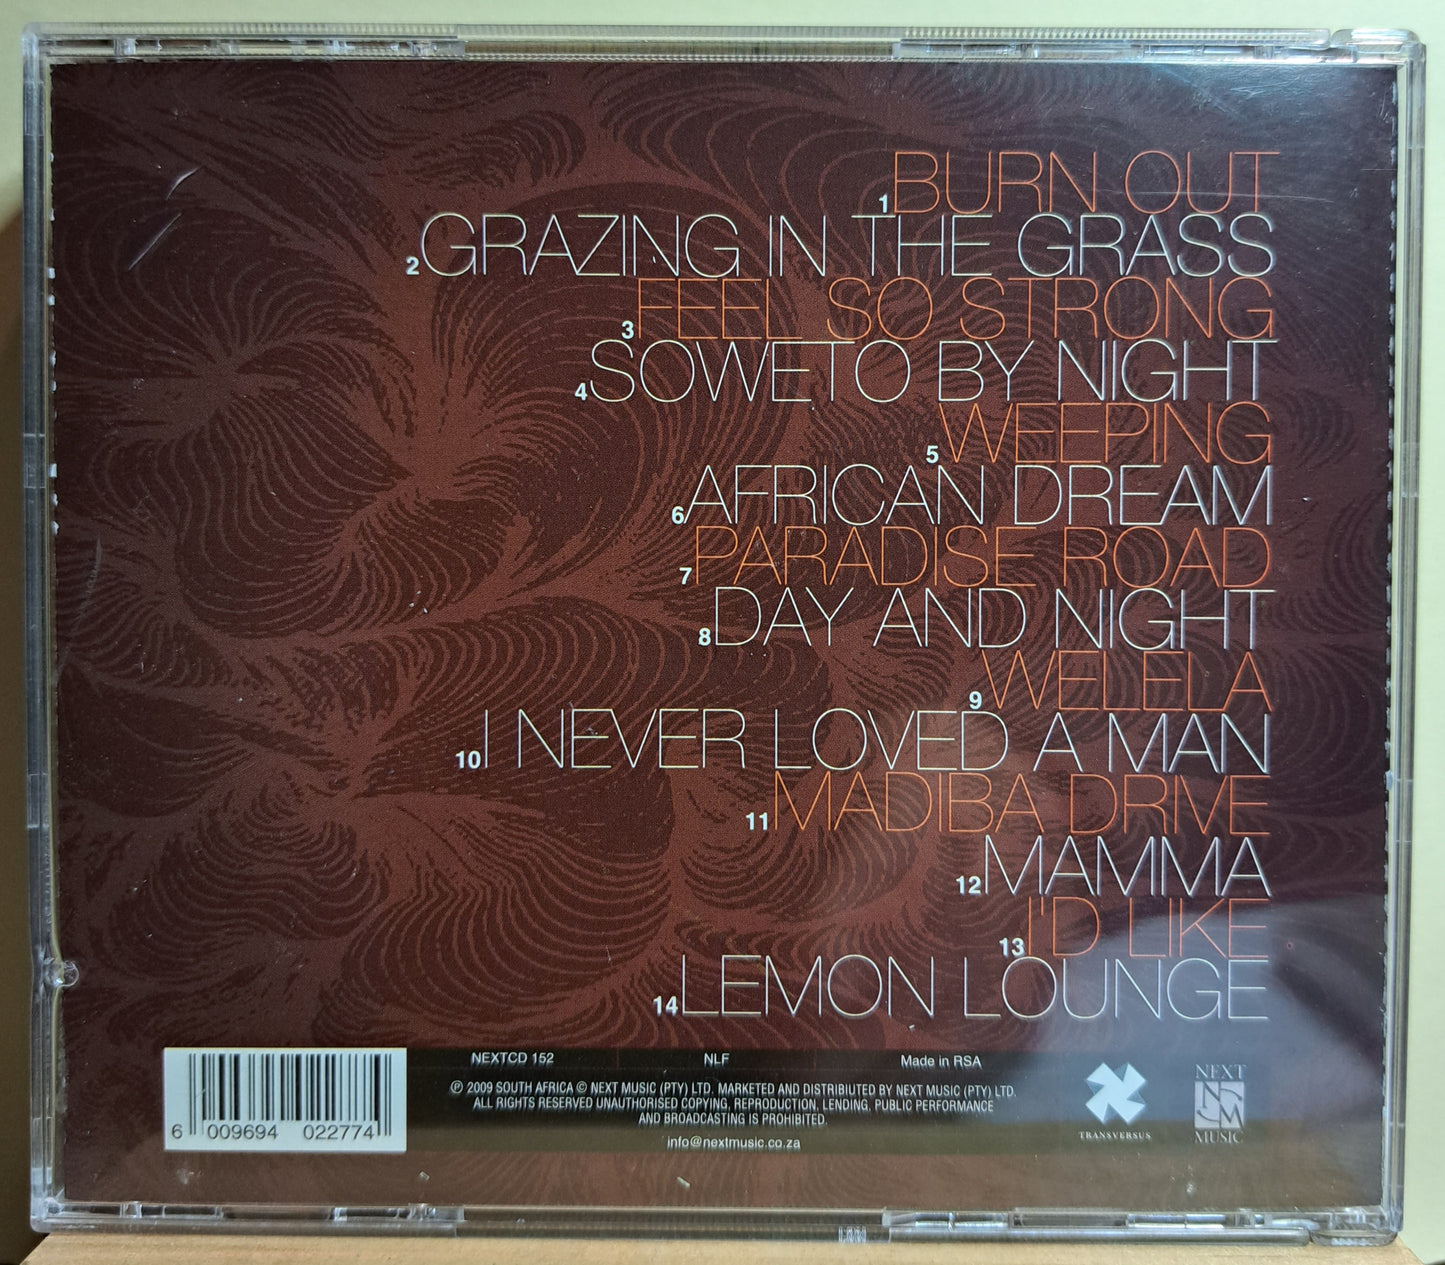 1 BURN OUT
2 GRAZING IN THE GRASS
3 FEEL SO STRONG
4 SOWETO BY NIGHT
5 WEEPING
6 AFRICAN DREAM
7 PARADISE ROAD
8 DAY AND NIGHT
9 WELELA
10 I NEVER LOVED A MAN
11 MADIBA DRIVE
12 MAMMA
13 I'D LIKE
14 LEMON LOUNGE
NEXTCD 152 NLF Made in RSA
℗ 2009 SOUTH AFRICA © NEXT MUSIC (PTY) LTD. MARKETED AND DISTRIBIUTED BY NEXT MUSIC (PTY) LTD.
ALL RIGHTS RESERVED UNAUTHORISED COPYING, REPRODUCTION, LENDING, PUBLIC PERFORMANCE
AND BROADCASTING IS PROHIBITED.
info@nextmusic.co.za
6 009694 022774
TRANSVERSUS
NEXT
NM
MUSIC